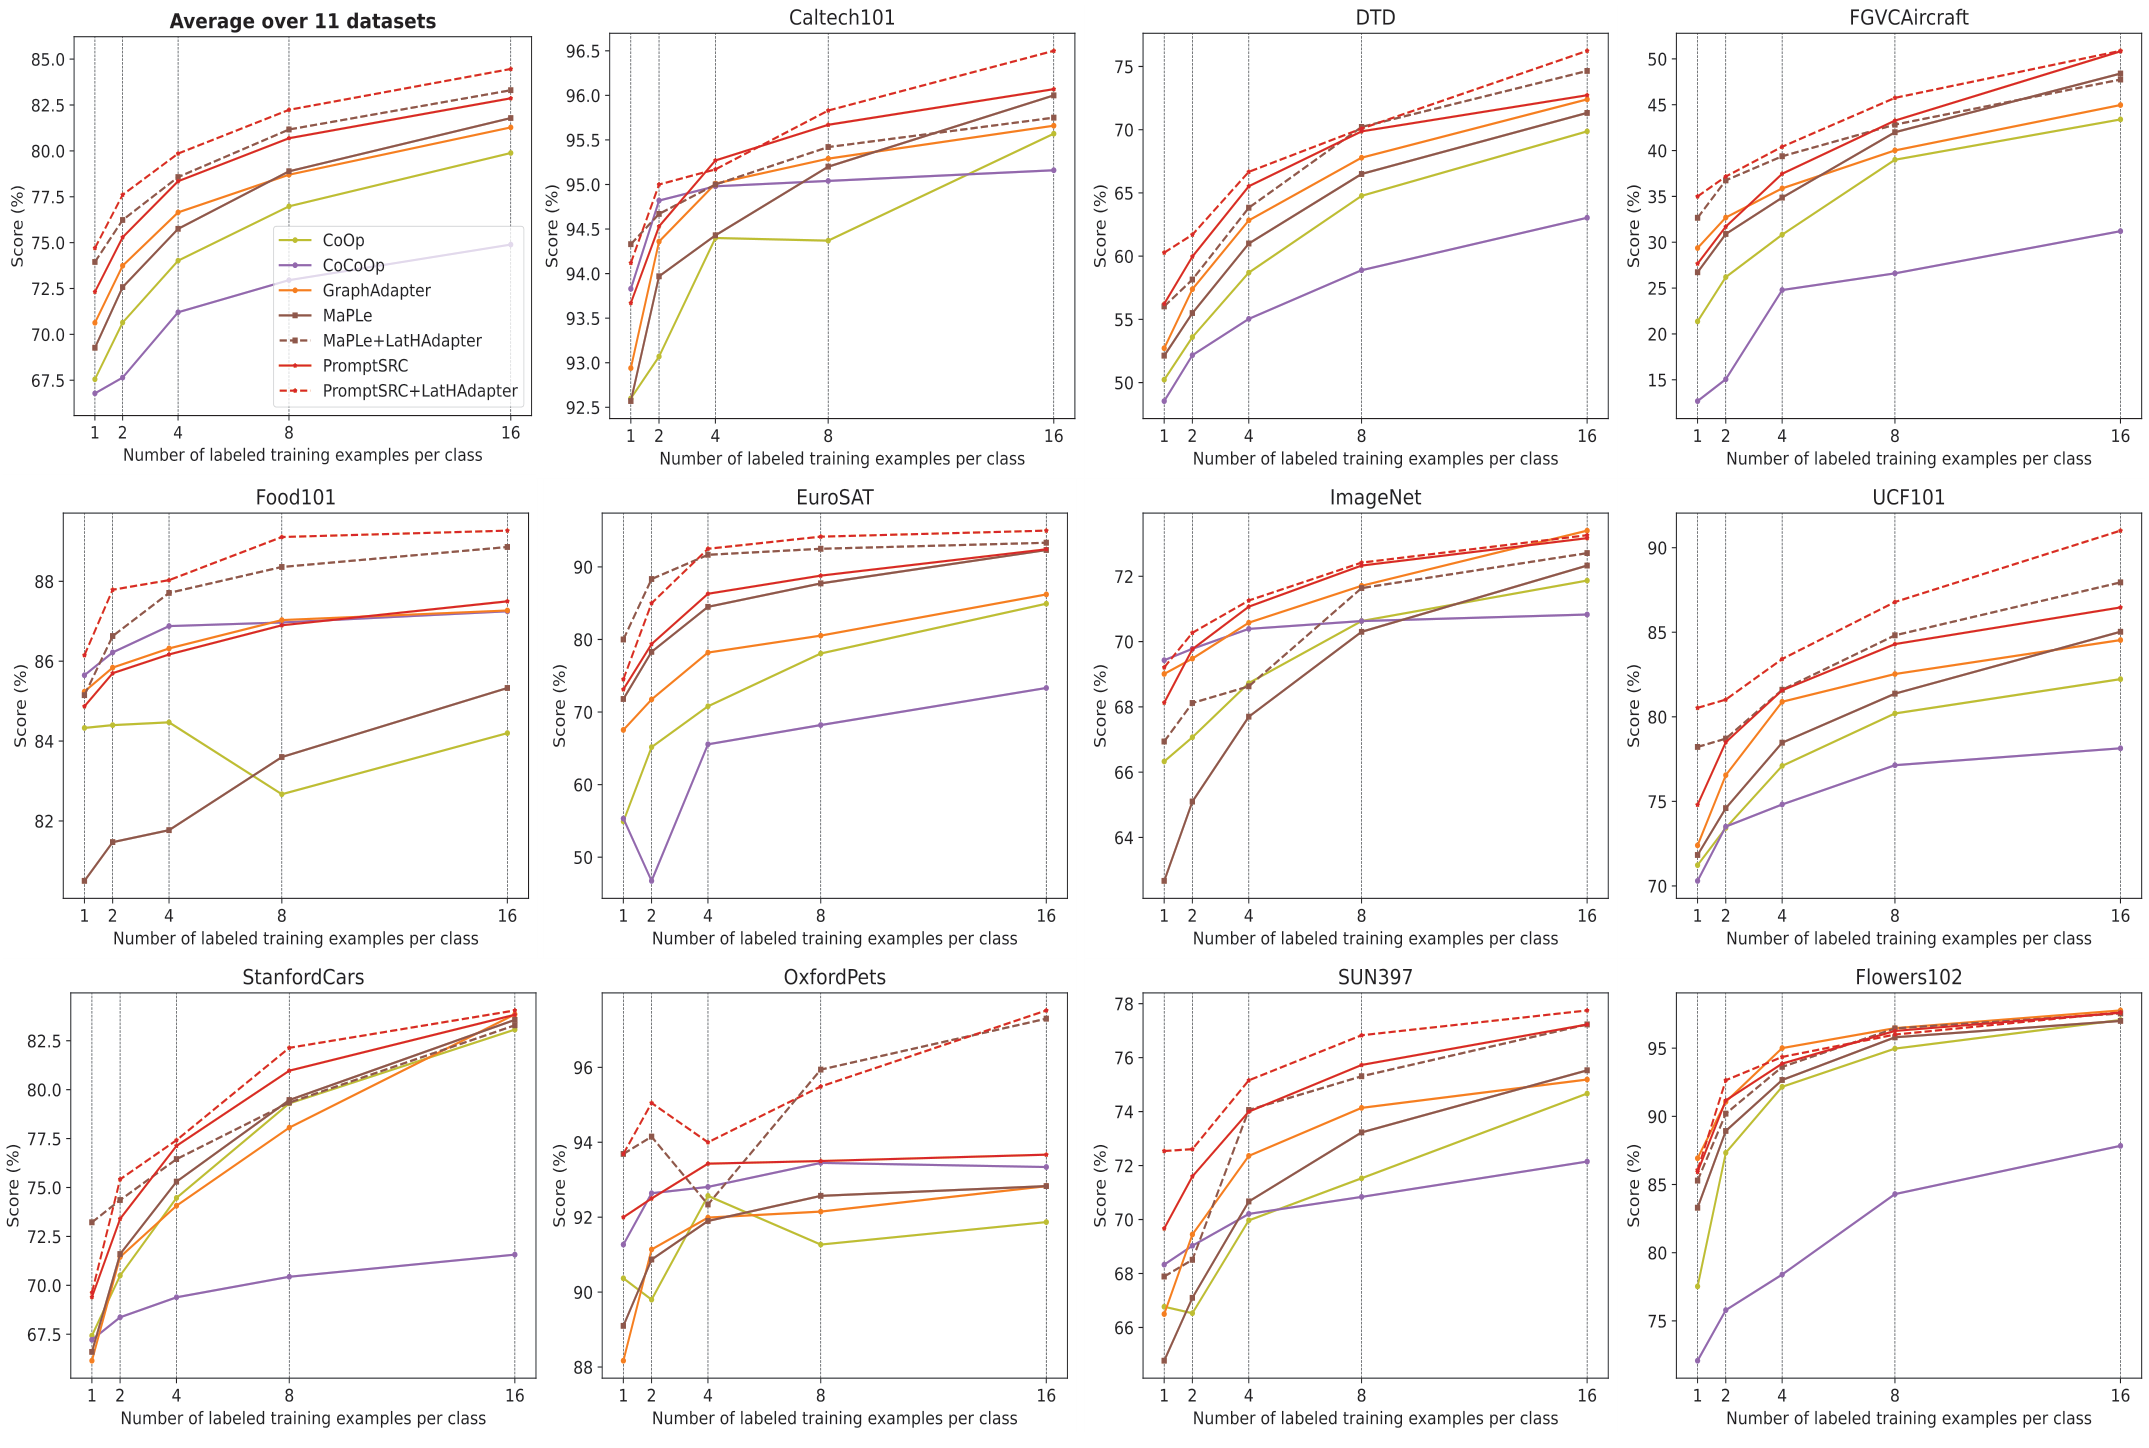 Average over 11 datasets
Score (%)
85.0
82.5
80.0
77.5
75.0
72.5
70.0
67.5
CoOp
CoCoOp
GraphAdapter
MaPLe
MaPLe+LatHAdapter
PromptSRC
PromptSRC+LatHAdapter
1 2 4 8 16
Number of labeled training examples per class
Caltech101
Score (%)
96.5
96.0
95.5
95.0
94.5
94.0
93.5
93.0
92.5
1 2 4 8 16
Number of labeled training examples per class
DTD
Score (%)
75
70
65
60
55
50
1 2 4 8 16
Number of labeled training examples per class
FGVCAircraft
Score (%)
50
45
40
35
30
25
20
15
1 2 4 8 16
Number of labeled training examples per class
Food101
Score (%)
88
86
84
82
1 2 4 8 16
Number of labeled training examples per class
EuroSAT
Score (%)
90
80
70
60
50
1 2 4 8 16
Number of labeled training examples per class
ImageNet
Score (%)
72
70
68
66
64
1 2 4 8 16
Number of labeled training examples per class
UCF101
Score (%)
90
85
80
75
70
1 2 4 8 16
Number of labeled training examples per class
StanfordCars
Score (%)
82.5
80.0
77.5
75.0
72.5
70.0
67.5
1 2 4 8 16
Number of labeled training examples per class
OxfordPets
Score (%)
96
94
92
90
88
1 2 4 8 16
Number of labeled training examples per class
SUN397
Score (%)
78
76
74
72
70
68
66
1 2 4 8 16
Number of labeled training examples per class
Flowers102
Score (%)
95
90
85
80
75
1 2 4 8 16
Number of labeled training examples per class